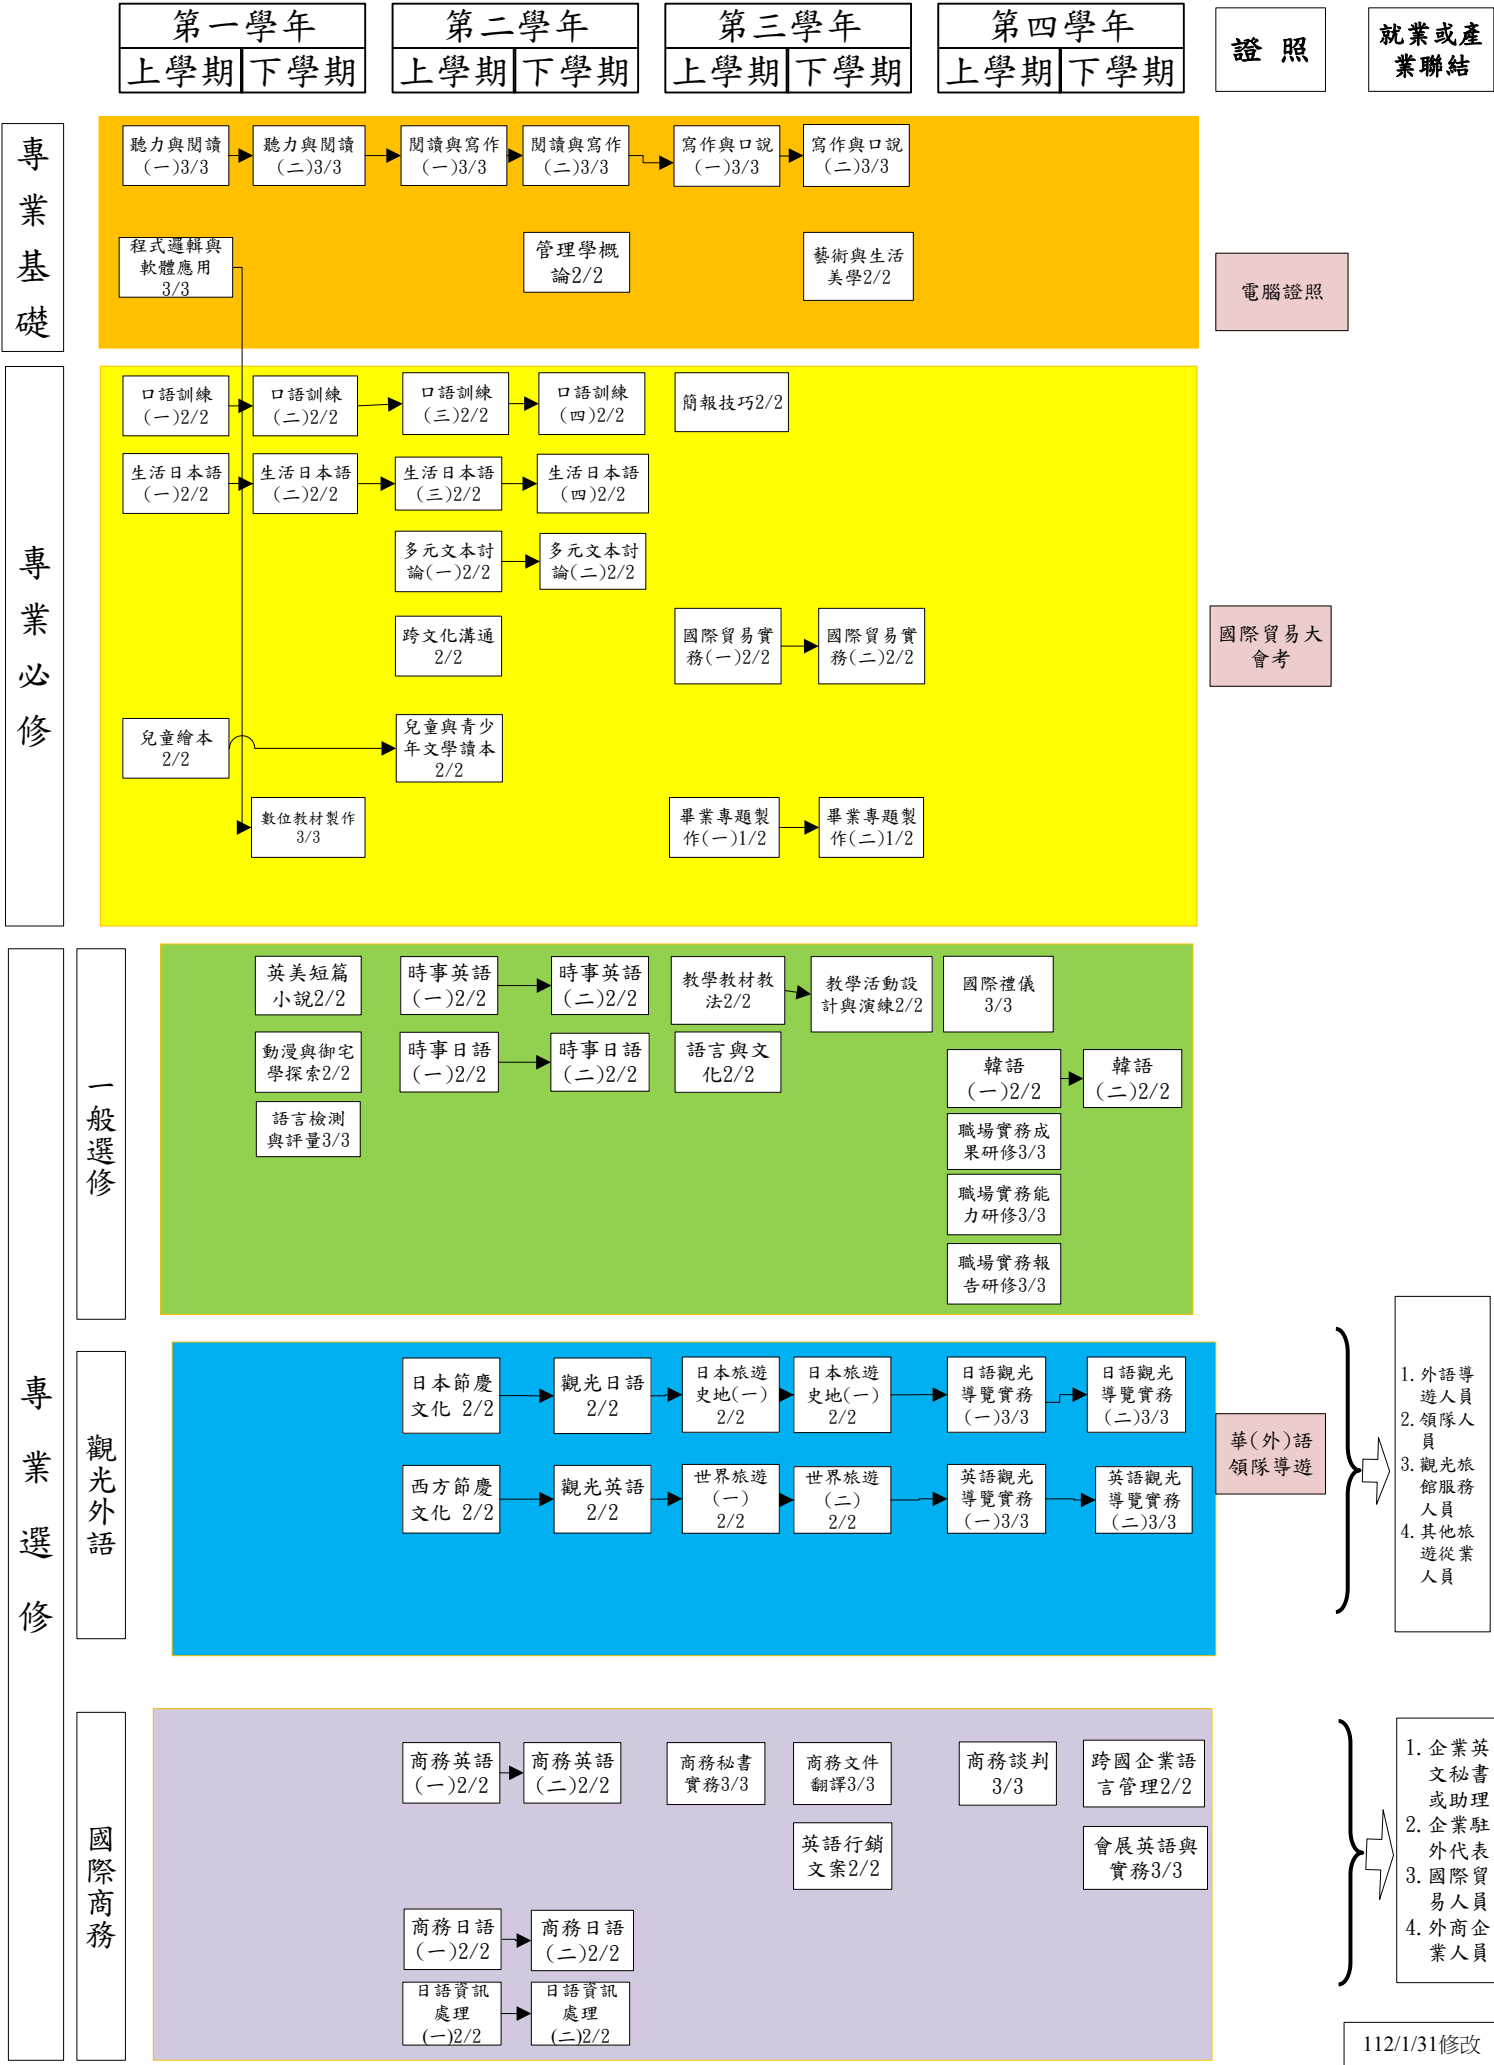 第一學年
第二學年
第三學年
第四學年
上學期
下學期
上學期
下學期
上學期
下學期
上學期
下學期
證 照
就業或產
業聯結
專
業
基
礎
聽力與閱讀
(一)3/3
聽力與閱讀
(二)3/3
閱讀與寫作
(一)3/3
閱讀與寫作
(二)3/3
寫作與口說
(一)3/3
寫作與口說
(二)3/3
程式邏輯與
軟體應用
3/3
管理學概
論2/2
藝術與生活
美學2/2
電腦證照
專
業
必
修
口語訓練
(一)2/2
口語訓練
(二)2/2
口語訓練
(三)2/2
口語訓練
(四)2/2
簡報技巧2/2
生活日本語
(一)2/2
生活日本語
(二)2/2
生活日本語
(三)2/2
生活日本語
(四)2/2
多元文本討
論(一)2/2
多元文本討
論(二)2/2
跨文化溝通
2/2
國際貿易實
務(一)2/2
國際貿易實
務(二)2/2
國際貿易大
會考
兒童繪本
2/2
兒童與青少
年文學讀本
2/2
數位教材製作
3/3
畢業專題製
作(一)1/2
畢業專題製
作(二)1/2
專
業
選
修
一
般
選
修
英美短篇
小說2/2
時事英語
(一)2/2
時事英語
(二)2/2
教學教材教
法2/2
教學活動設
計與演練2/2
國際禮儀
3/3
動漫與御宅
學探索2/2
時事日語
(一)2/2
時事日語
(二)2/2
語言與文
化2/2
韓語
(一)2/2
韓語
(二)2/2
語言檢測
與評量3/3
職場實務成
果研修3/3
職場實務能
力研修3/3
職場實務報
告研修3/3
觀
光
外
語
日本節慶
文化 2/2
觀光日語
2/2
日本旅遊
史地(一)
2/2
日本旅遊
史地(一)
2/2
日語觀光
導覽實務
(一)3/3
日語觀光
導覽實務
(二)3/3
西方節慶
文化 2/2
觀光英語
2/2
世界旅遊
(一)
2/2
世界旅遊
(二)
2/2
英語觀光
導覽實務
(一)3/3
英語觀光
導覽實務
(二)3/3
華(外)語
領隊導遊
1. 外語導
遊人員
2. 領隊人
員
3. 觀光旅
館服務
人員
4. 其他旅
遊從業
人員
國
際
商
務
商務英語
(一)2/2
商務英語
(二)2/2
商務秘書
實務3/3
商務文件
翻譯3/3
商務談判
3/3
跨國企業語
言管理2/2
英語行銷
文案2/2
會展英語與
實務3/3
商務日語
(一)2/2
商務日語
(二)2/2
日語資訊
處理
(一)2/2
日語資訊
處理
(二)2/2
1. 企業英
文秘書
或助理
2. 企業駐
外代表
3. 國際貿
易人員
4. 外商企
業人員
112/1/31修改